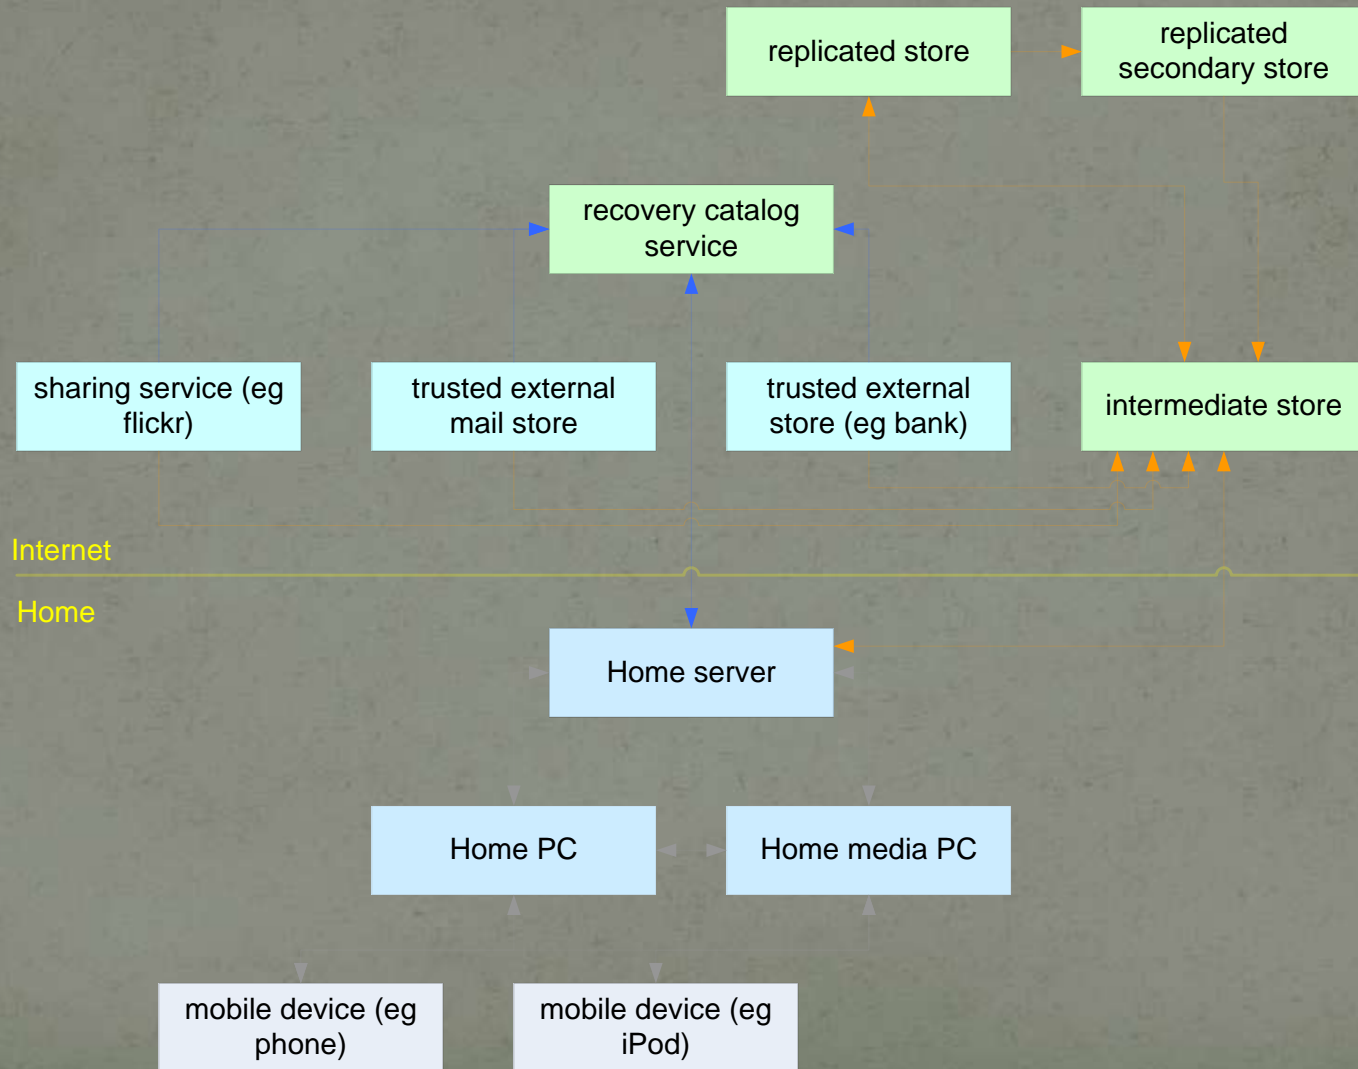 replicated store
replicated
secondary store
recovery catalog
service
sharing service (eg
flickr)
trusted external
mail store
trusted external
store (eg bank)
intermediate store
Internet
Home
Home server
Home PC
Home media PC
mobile device (eg
phone)
mobile device (eg
iPod)